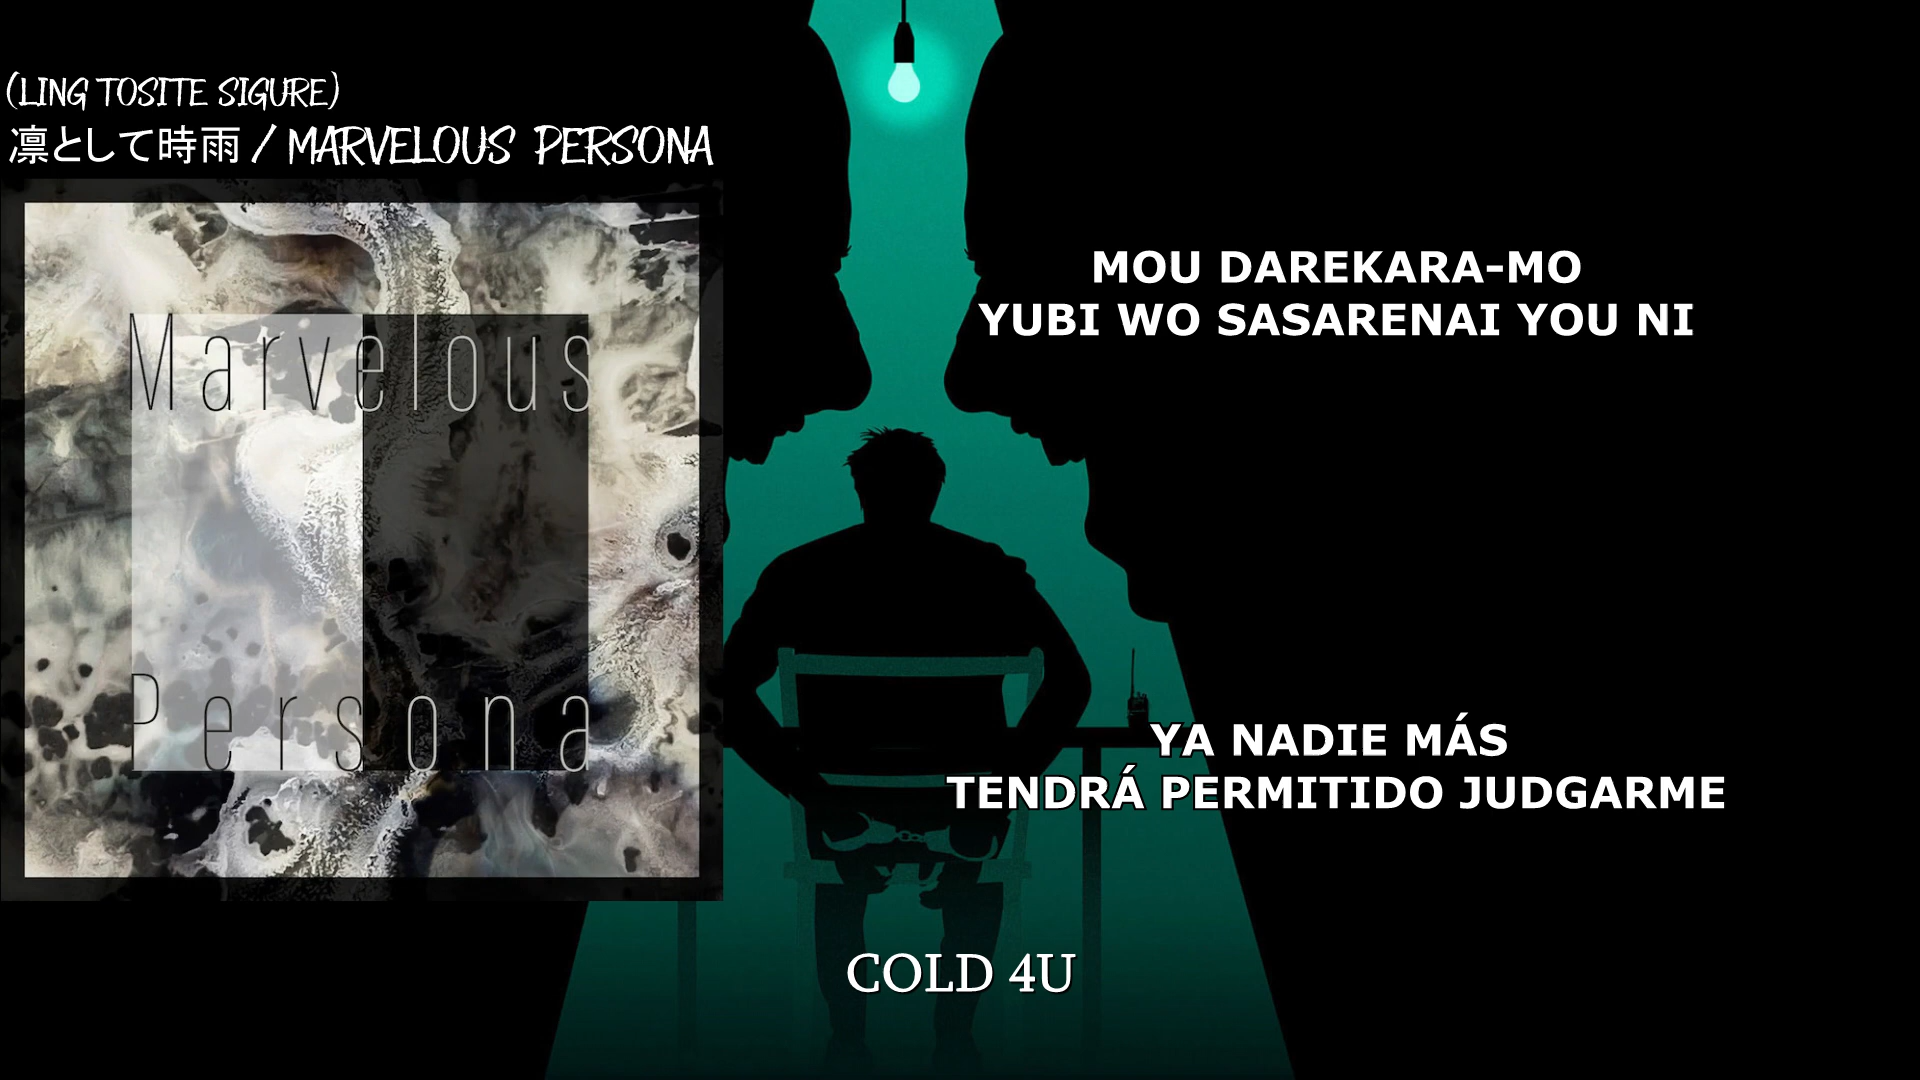 (LING TOSITE SIGURE)
凛として時雨 / MARVELOUS PERSONA
Marvelous
Persona
MOU DAREKARA-MO
YUBI WO SASARENAI YOU NI
YA NADIE MÁS
TENDRÁ PERMITIDO JUDGARME
COLD 4U